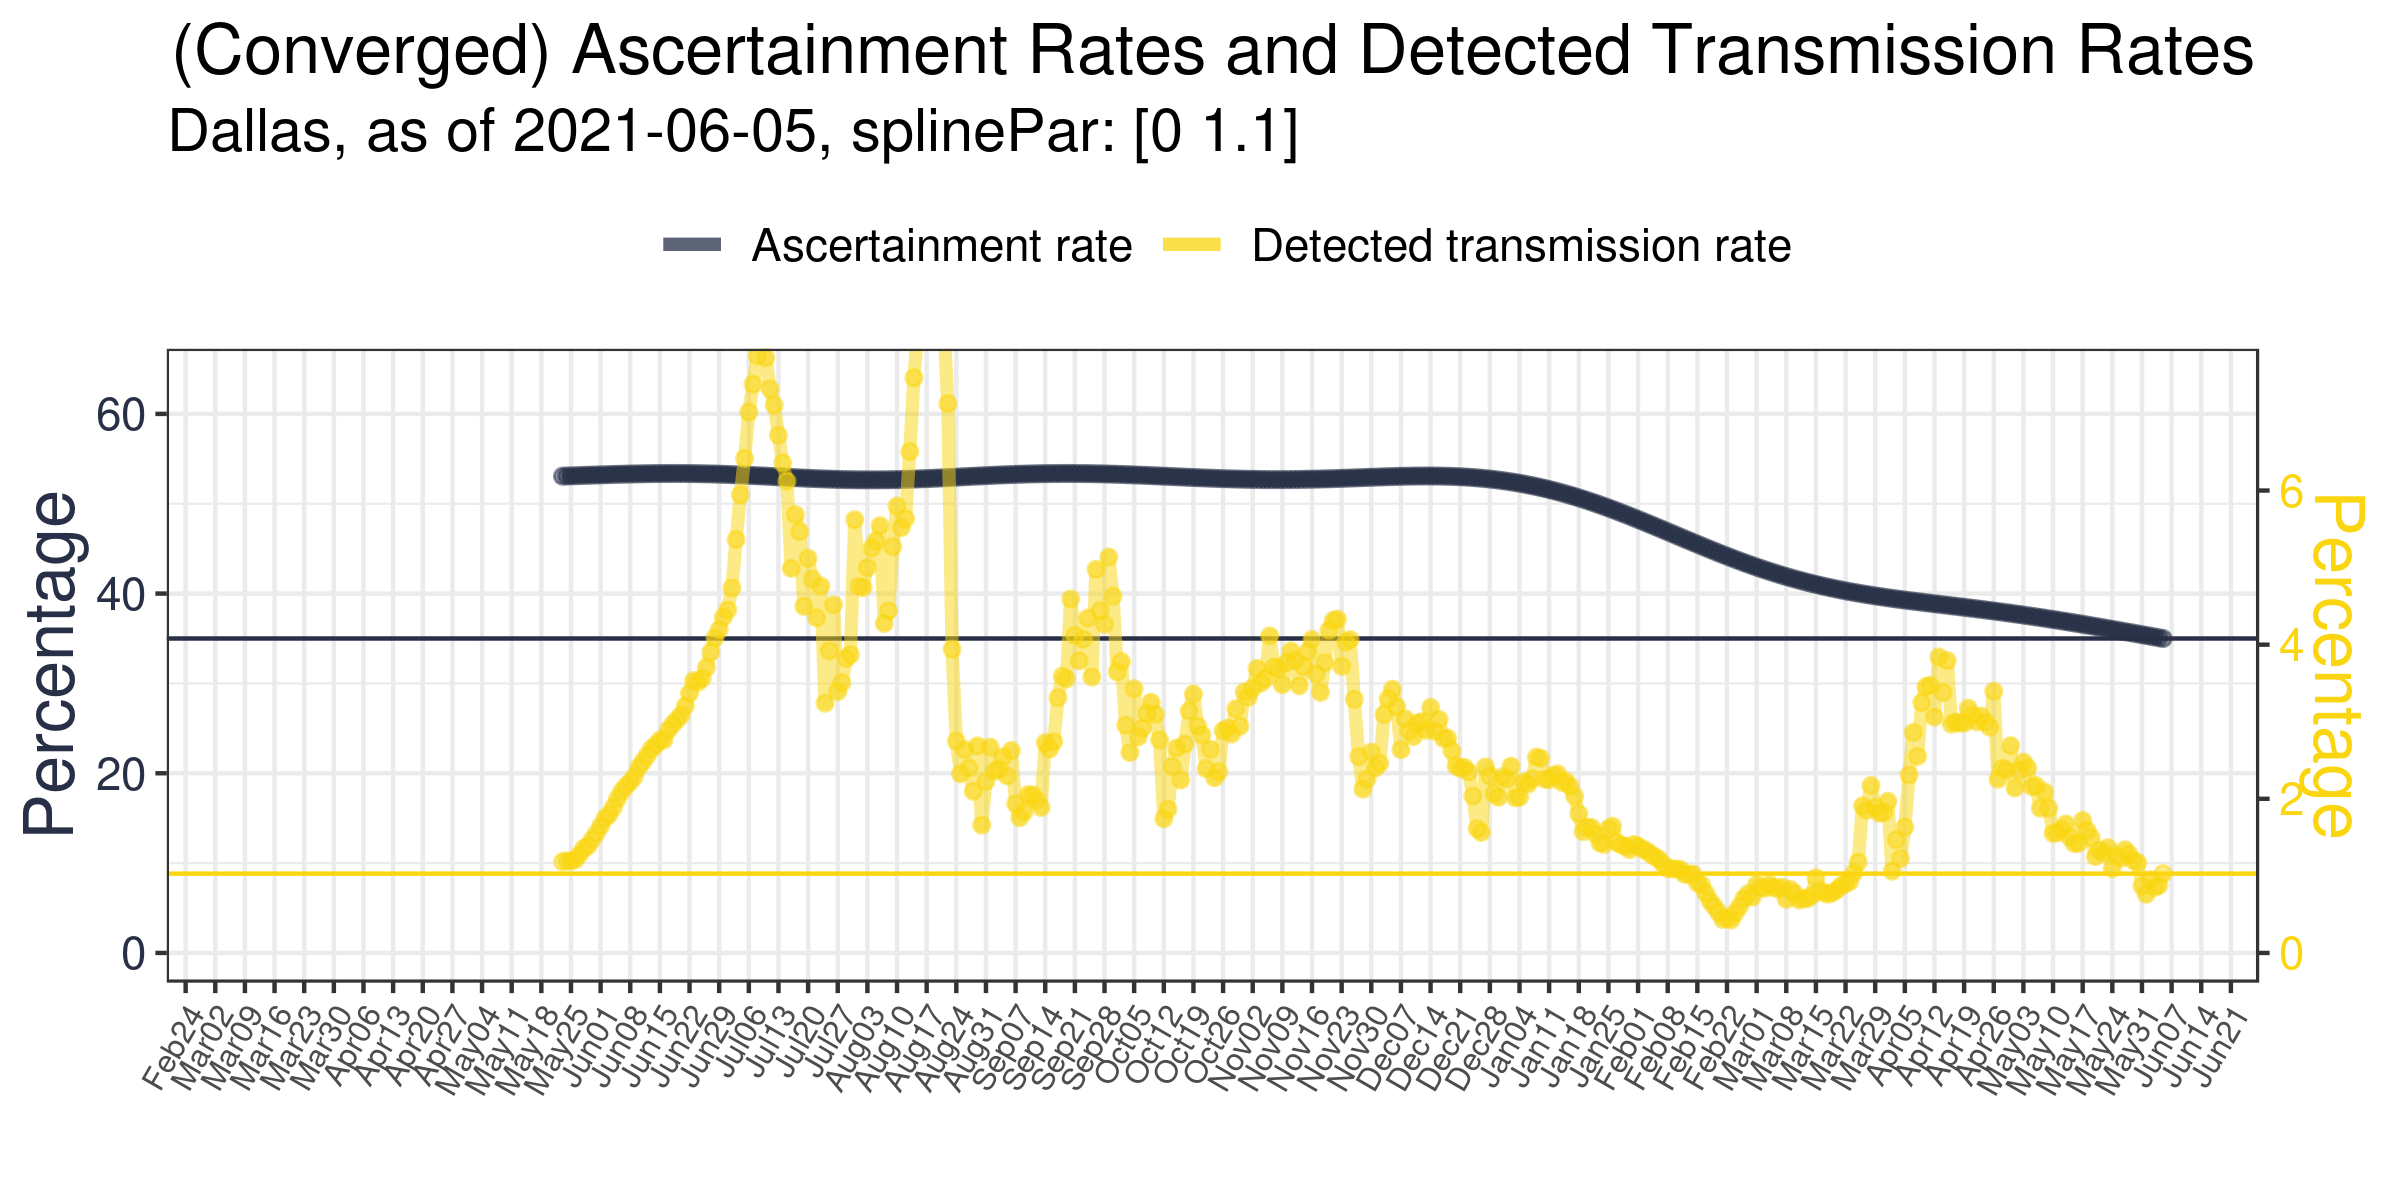 (Converged) Ascertainment Rates and Detected Transmission Rates
Dallas, as of 2021-06-05, splinePar: [0 1.1]
Ascertainment rate
Detected transmission rate
Percentage
60
40
20
0
6
4
2
0
Percentage
Feb24
Mar02
Mar09
Mar16
Mar23
Mar30
Apr06
Apr13
Apr20
Apr27
May04
May11
May18
May25
Jun01
Jun08
Jun15
Jun22
Jun29
Jul06
Jul13
Jul20
Jul27
Aug03
Aug10
Aug17
Aug24
Aug31
Sep07
Sep14
Sep21
Sep28
Oct05
Oct12
Oct19
Oct26
Nov02
Nov09
Nov16
Nov23
Nov30
Dec07
Dec14
Dec21
Dec28
Jan04
Jan11
Jan18
Jan25
Feb01
Feb08
Feb15
Feb22
Mar01
Mar08
Mar15
Mar22
Mar29
Apr05
Apr12
Apr19
Apr26
May03
May10
May17
May24
May31
Jun07
Jun14
Jun21